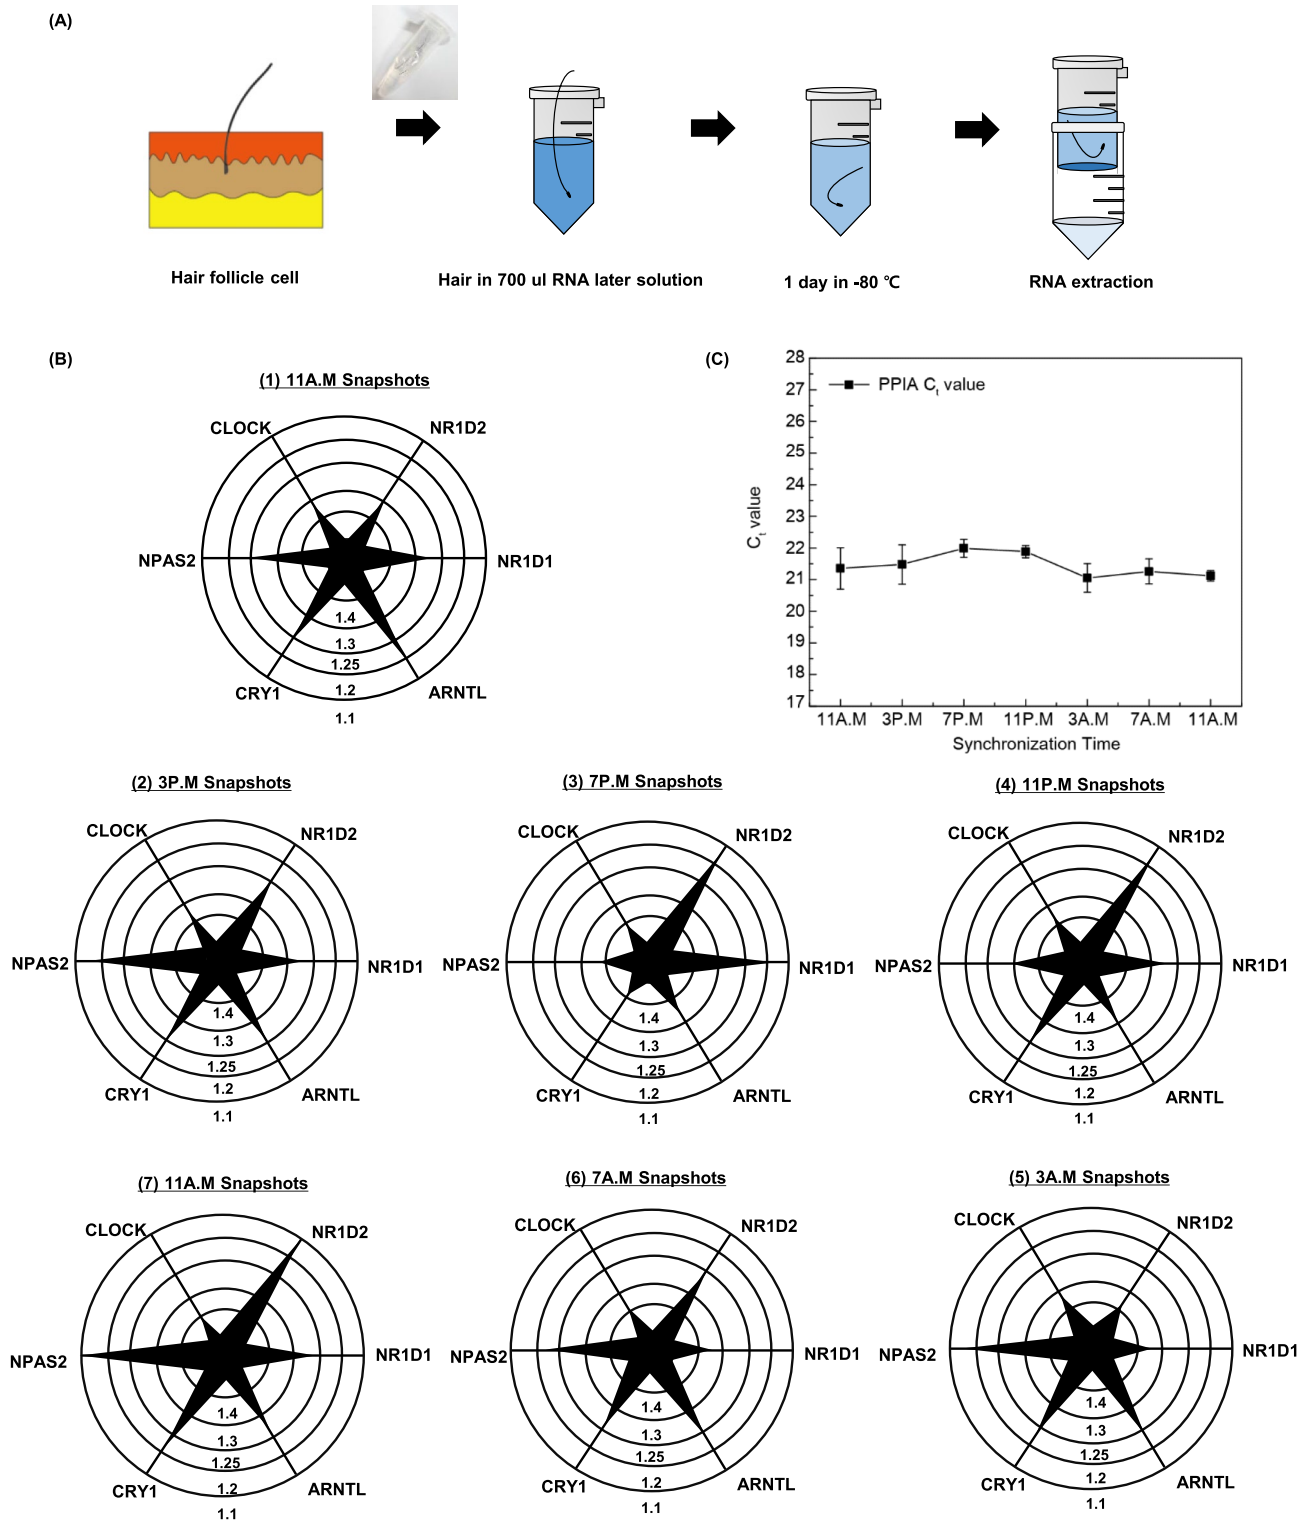 (A)
Hair follicle cell
Hair in 700 ul RNA later solution
1 day in -80 ℃
RNA extraction
(B)
(1) 11A.M Snapshots
CLOCK
NR1D2
NPAS2
NR1D1
CRY1
ARNTL
1.4
1.3
1.25
1.2
1.1
(C)
28
27
26
25
24
23
22
21
20
19
18
17
PPIA Ct value
Ct value
11A.M 3P.M 7P.M 11P.M 3A.M 7A.M 11A.M
Synchronization Time
(2) 3P.M Snapshots
CLOCK
NR1D2
NPAS2
NR1D1
CRY1
ARNTL
1.4
1.3
1.25
1.2
1.1
(3) 7P.M Snapshots
CLOCK
NR1D2
NPAS2
NR1D1
CRY1
ARNTL
1.4
1.3
1.25
1.2
1.1
(4) 11P.M Snapshots
CLOCK
NR1D2
NPAS2
NR1D1
CRY1
ARNTL
1.4
1.3
1.25
1.2
1.1
(7) 11A.M Snapshots
CLOCK
NR1D2
NPAS2
NR1D1
CRY1
ARNTL
1.4
1.3
1.25
1.2
1.1
(6) 7A.M Snapshots
CLOCK
NR1D2
NPAS2
NR1D1
CRY1
ARNTL
1.4
1.3
1.25
1.2
1.1
(5) 3A.M Snapshots
CLOCK
NR1D2
NPAS2
NR1D1
CRY1
ARNTL
1.4
1.3
1.25
1.2
1.1